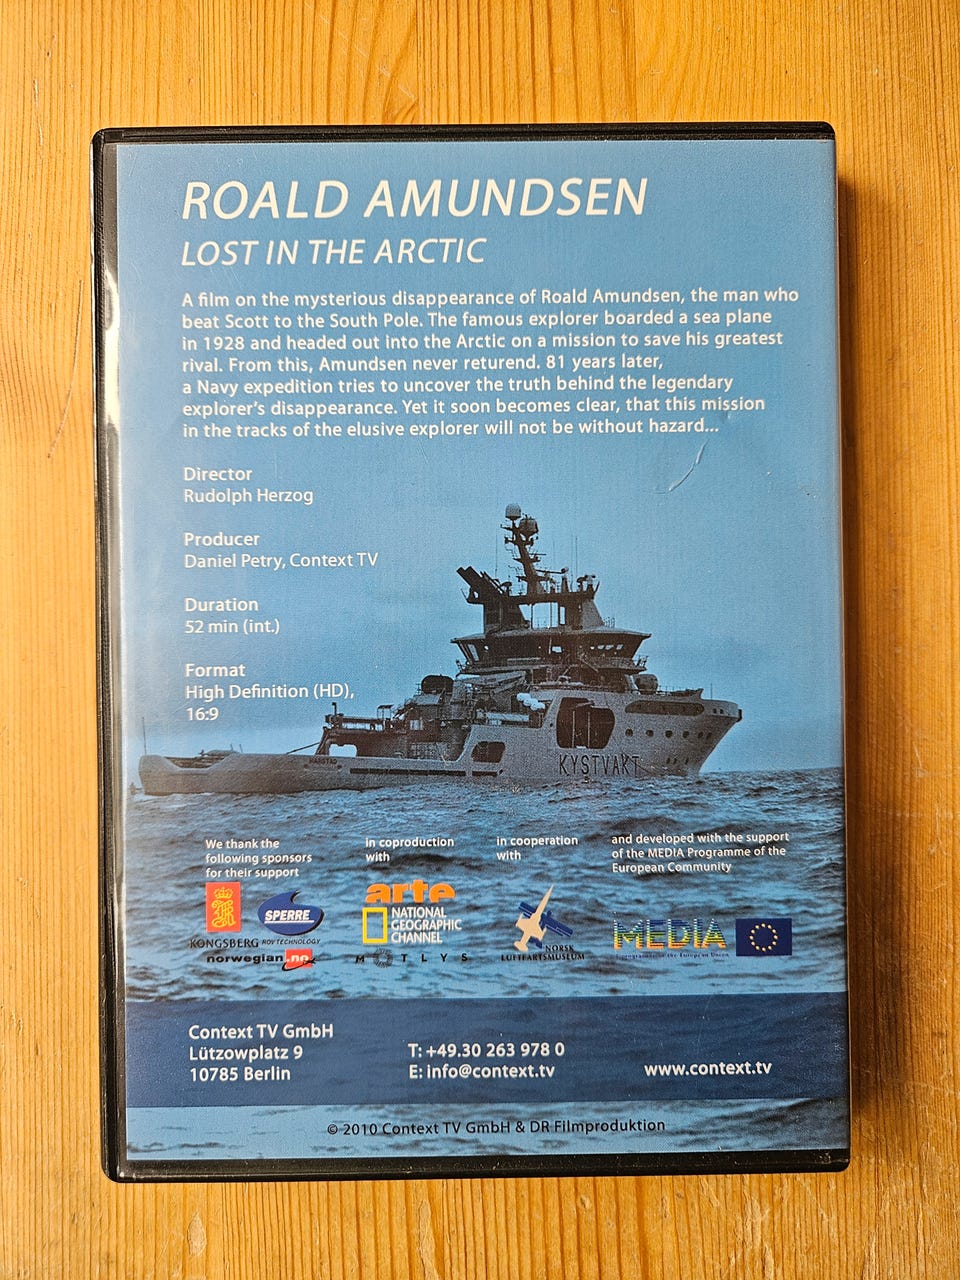 ROALD AMUNDSEN
LOST IN THE ARCTIC
A film on the mysterious disappearance of Roald Amundsen, the man who
beat Scott to the South Pole. The famous explorer boarded a sea plane
in 1928 and headed out into the Arctic on a mission to save his greatest
rival. From this, Amundsen never returend. 81 years later,
a Navy expedition tries to uncover the truth behind the legendary
explorer's disappearance. Yet it soon becomes clear, that this mission
in the tracks of the elusive explorer will not be without hazard...
Director
Rudolph Herzog
Producer
Daniel Petry, Context TV
Duration
52 min (int.)
Format
High Definition (HD),
16:9
HARSTAD
KYSTVAKT
We thank the
following sponsors
for their support
KONGSBERG
SPERRE
ROV TECHNOLOGY
norwegian.no
in coproduction
with
arte
NATIONAL
GEOGRAPHIC
CHANNEL
MOTLYS
in cooperation
with
NORSK
LUFTFARTSMUSEUM
and developed with the support
of the MEDIA Programme of the
European Community
MEDIA
Context TV GmbH
Lützowplatz 9
10785 Berlin
T: +49.30 263 978 0
E: info@context.tv
www.context.tv
© 2010 Context TV GmbH & DR Filmproduktion